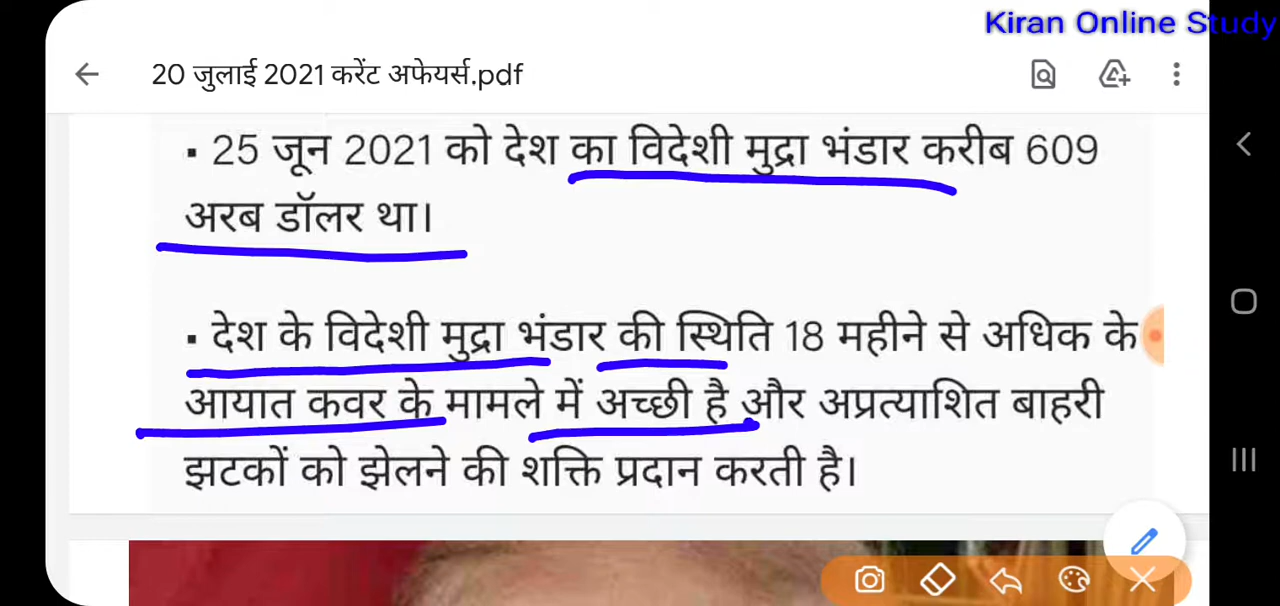 Kiran Online Study
20 जुलाई 2021 करेंट अफेयर्स.pdf
▪ 25 जून 2021 को देश का विदेशी मुद्रा भंडार करीब 609
अरब डॉलर था।
▪ देश के विदेशी मुद्रा भंडार की स्थिति 18 महीने से अधिक के
आयात कवर के मामले में अच्छी है और अप्रत्याशित बाहरी
झटकों को झेलने की शक्ति प्रदान करती है।